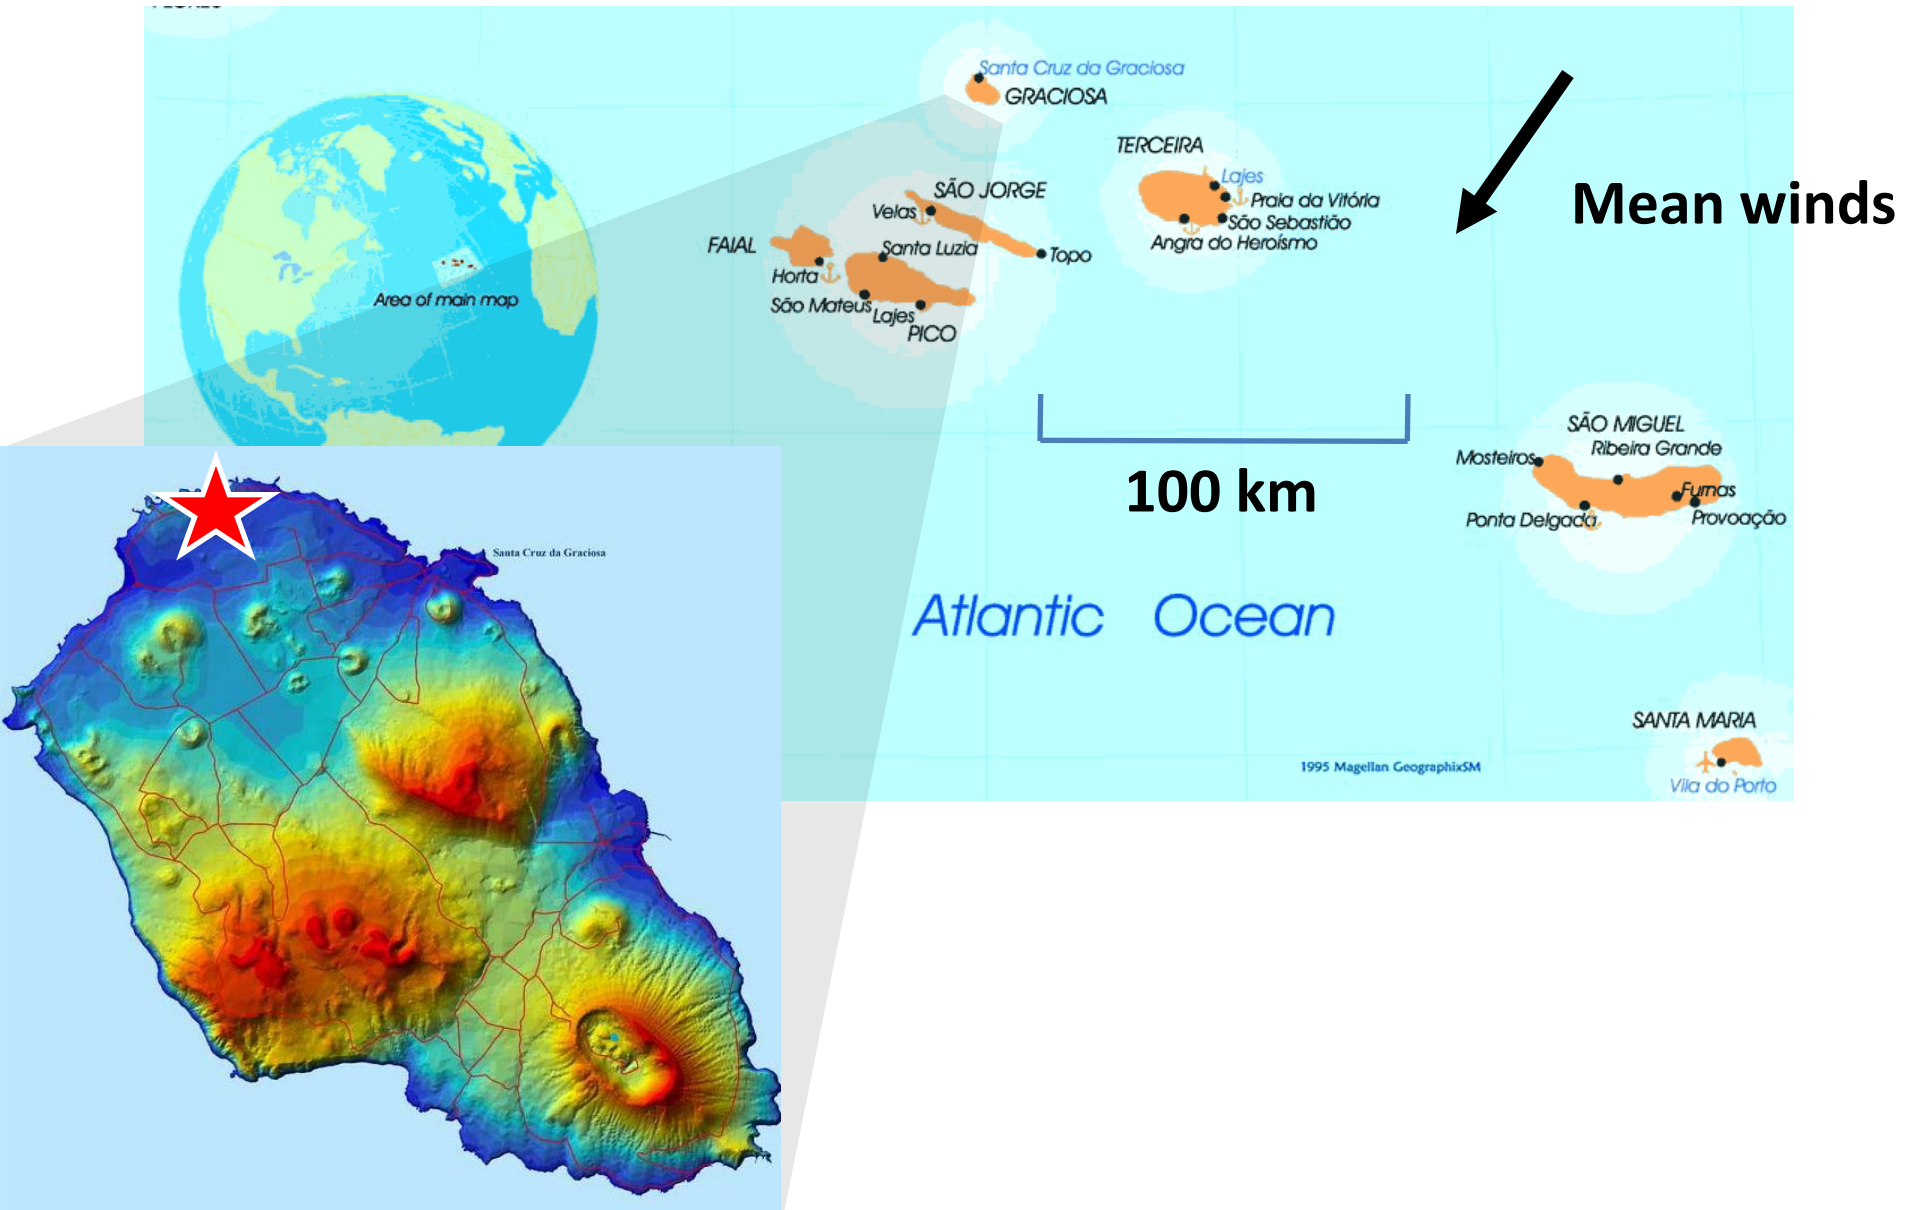 Santa Cruz da Graciosa
GRACIOSA
TERCEIRA
Lajes
Praia da Vitória
São Sebastião
Angra do Heroísmo
Mean winds
SÃO JORGE
Velas
FAIAL
Santa Luzia
Topo
Horta
São Mateus
Lajes
PICO
Area of main map
100 km
SÃO MIGUEL
Ribeira Grande
Mosteiros
Furnas
Ponta Delgada
Provoação
Santa Cruz da Graciosa
Atlantic Ocean
SANTA MARIA
1995 Magellan GeographixSM
Vila do Porto